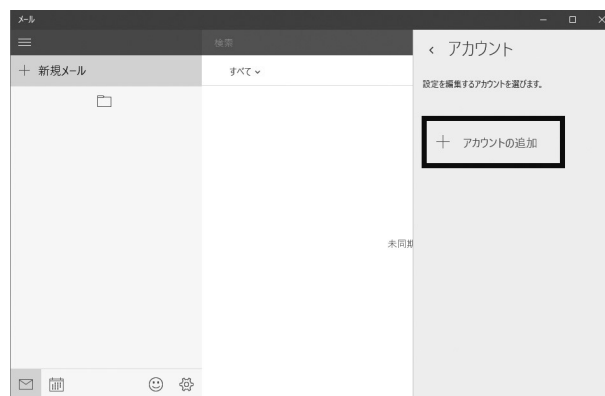 メール
検索
‹ アカウント
＋ 新規メール
すべて
設定を編集するアカウントを選びます。
＋ アカウントの追加
未同期